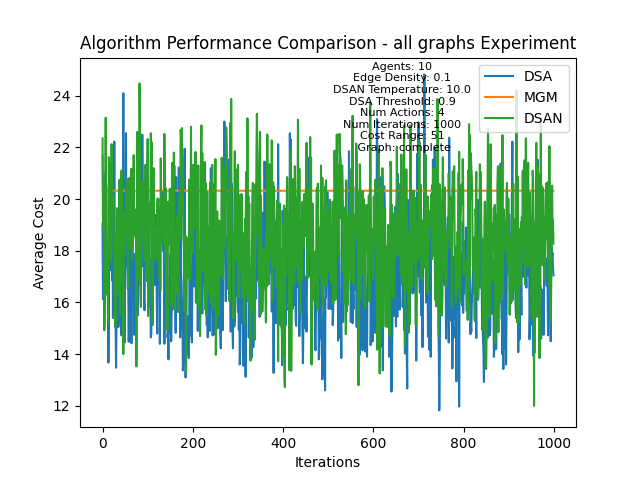 Algorithm Performance Comparison - all graphs Experiment
Agents: 10
Edge Density: 0.1
DSAN Temperature: 10.0
DSA Threshold: 0.9
Num Actions: 4
Num Iterations: 1000
Cost Range: 51
Graph: complete
DSA
MGM
DSAN
Average Cost
24
22
20
18
16
14
12
0
200
400
600
800
1000
Iterations